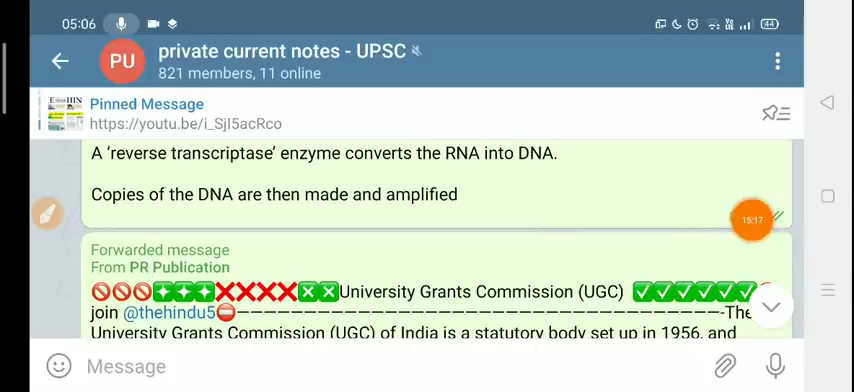 05:06
44
PU
private current notes - UPSC
821 members, 11 online
Pinned Message
https://youtu.be/i_SjI5acRco
A ‘reverse transcriptase’ enzyme converts the RNA into DNA.
Copies of the DNA are then made and amplified
15:17
Forwarded message
From PR Publication
🚫🚫🚫✳✳✳❌❌❌❌❎❎University Grants Commission (UGC) ✅✅✅✅✅✅
join @thehindu5⛔——————————————————————————————-The
University Grants Commission (UGC) of India is a statutory body set up in 1956, and
Message